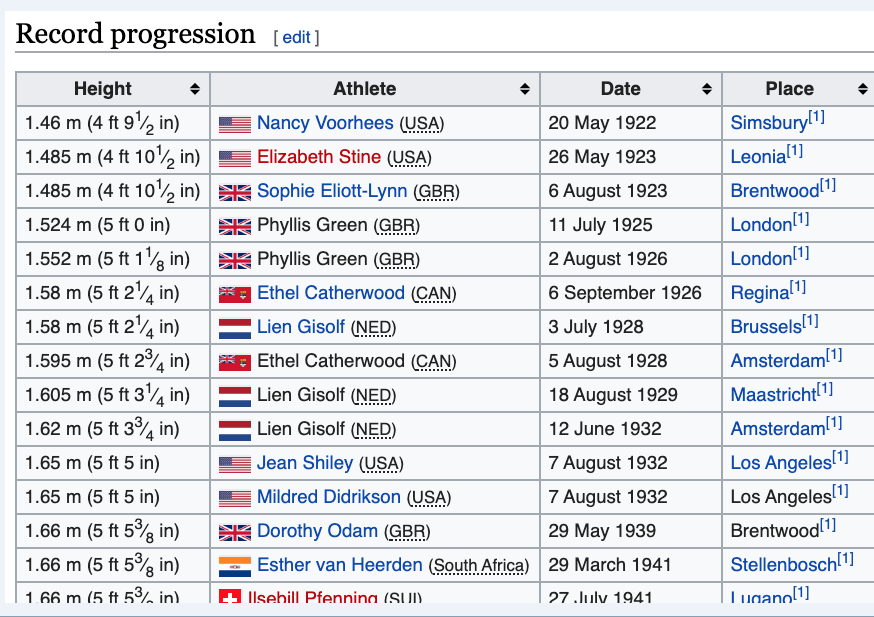 Record progression [ edit ]
Height Athlete Date Place
1.46 m (4 ft 9 1⁄2 in) Nancy Voorhees (USA) 20 May 1922 Simsbury[1]
1.485 m (4 ft 10 1⁄2 in) Elizabeth Stine (USA) 26 May 1923 Leonia[1]
1.485 m (4 ft 10 1⁄2 in) Sophie Eliott-Lynn (GBR) 6 August 1923 Brentwood[1]
1.524 m (5 ft 0 in) Phyllis Green (GBR) 11 July 1925 London[1]
1.552 m (5 ft 1 1⁄8 in) Phyllis Green (GBR) 2 August 1926 London[1]
1.58 m (5 ft 2 1⁄4 in) Ethel Catherwood (CAN) 6 September 1926 Regina[1]
1.58 m (5 ft 2 1⁄4 in) Lien Gisolf (NED) 3 July 1928 Brussels[1]
1.595 m (5 ft 2 3⁄4 in) Ethel Catherwood (CAN) 5 August 1928 Amsterdam[1]
1.605 m (5 ft 3 1⁄4 in) Lien Gisolf (NED) 18 August 1929 Maastricht[1]
1.62 m (5 ft 3 3⁄4 in) Lien Gisolf (NED) 12 June 1932 Amsterdam[1]
1.65 m (5 ft 5 in) Jean Shiley (USA) 7 August 1932 Los Angeles[1]
1.65 m (5 ft 5 in) Mildred Didrikson (USA) 7 August 1932 Los Angeles[1]
1.66 m (5 ft 5 3⁄8 in) Dorothy Odam (GBR) 29 May 1939 Brentwood[1]
1.66 m (5 ft 5 3⁄8 in) Esther van Heerden (South Africa) 29 March 1941 Stellenbosch[1]
1.66 m (5 ft 5 3⁄8 in) Ilsebill Pfenning (SUI) 27 July 1941 Lugano[1]